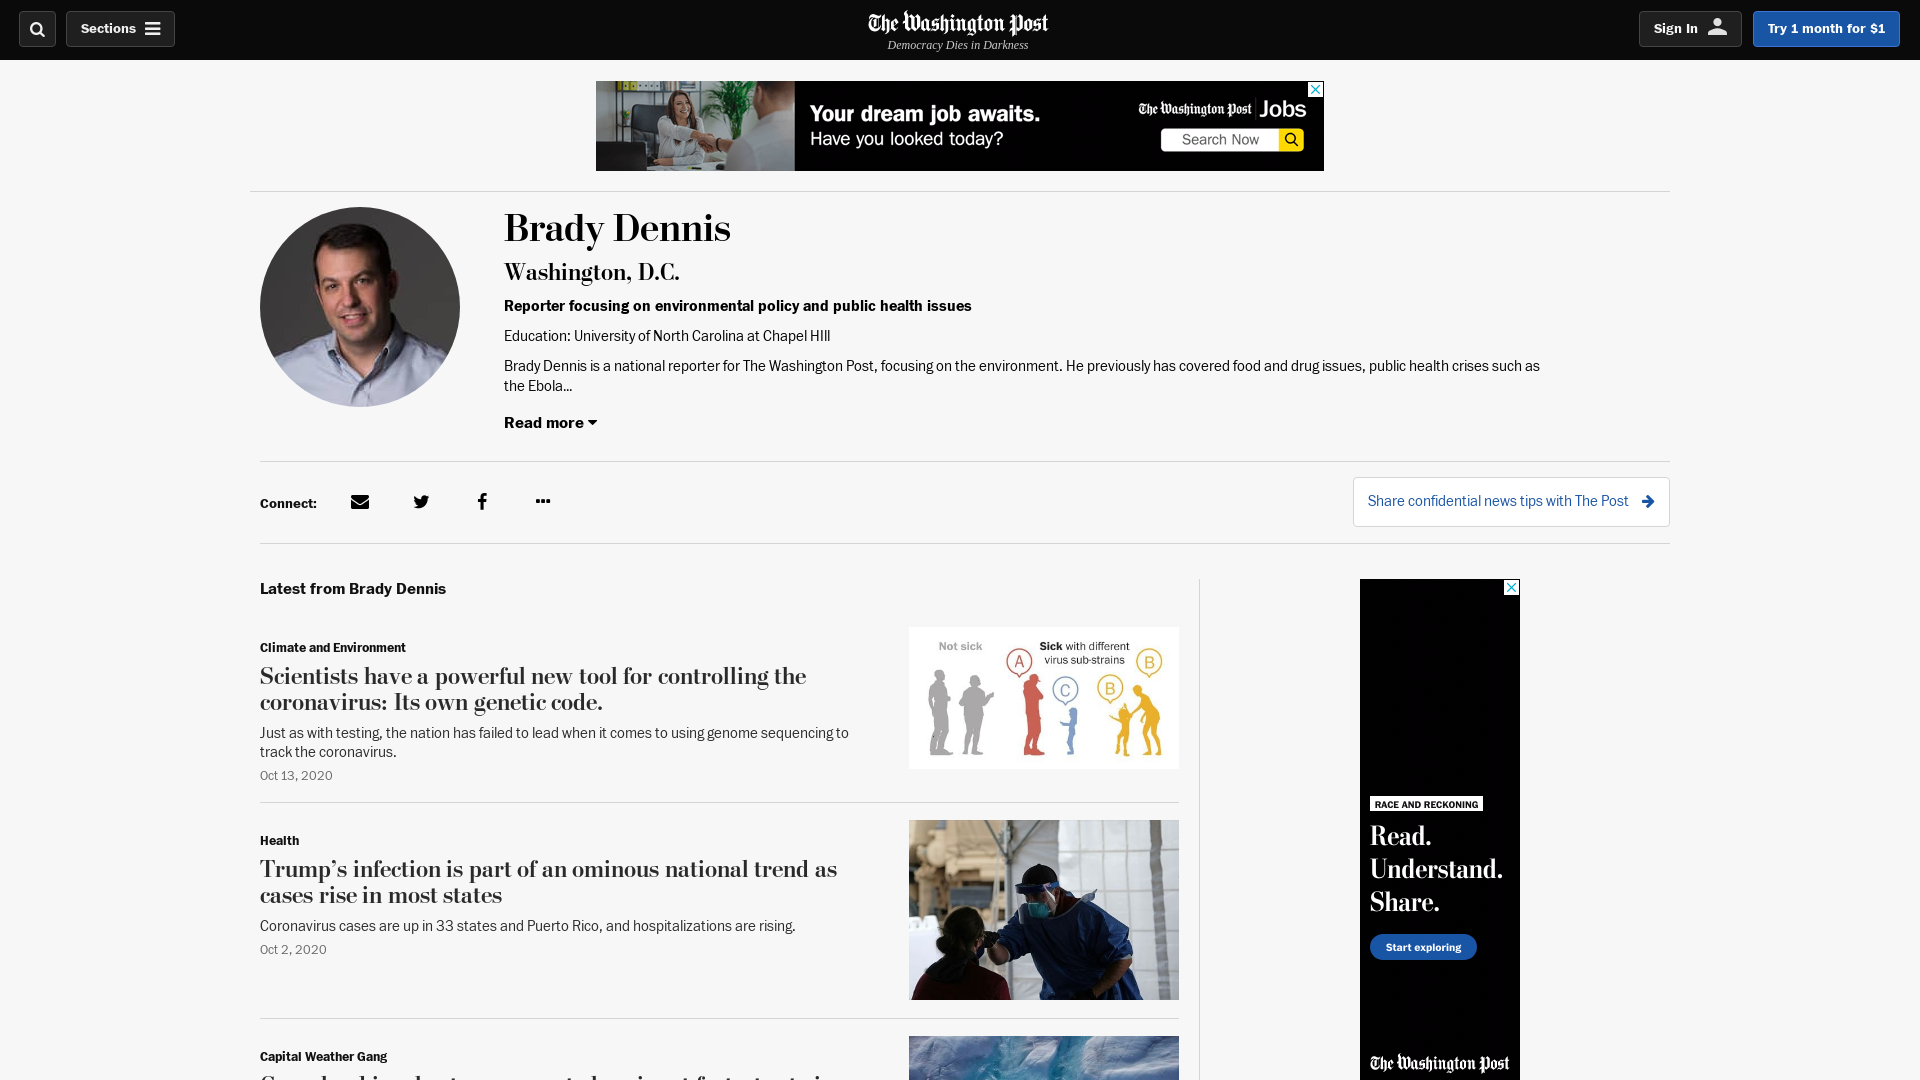 Sections
The Washington Post
Democracy Dies in Darkness
Sign In
Try 1 month for $1
Your dream job awaits.
Have you looked today?
The Washington Post Jobs
Search Now
Brady Dennis
Washington, D.C.
Reporter focusing on environmental policy and public health issues
Education: University of North Carolina at Chapel HIll
Brady Dennis is a national reporter for The Washington Post, focusing on the environment. He previously has covered food and drug issues, public health crises such as
the Ebola...
Read more
Connect:
Share confidential news tips with The Post
Latest from Brady Dennis
Climate and Environment
Scientists have a powerful new tool for controlling the
coronavirus: Its own genetic code.
Just as with testing, the nation has failed to lead when it comes to using genome sequencing to
track the coronavirus.
Oct 13, 2020
Not sick
Sick with different
virus sub-strains
A
B
C
B
Health
Trump’s infection is part of an ominous national trend as
cases rise in most states
Coronavirus cases are up in 33 states and Puerto Rico, and hospitalizations are rising.
Oct 2, 2020
Capital Weather Gang
RACE AND RECKONING
Read.
Understand.
Share.
Start exploring
The Washington Post